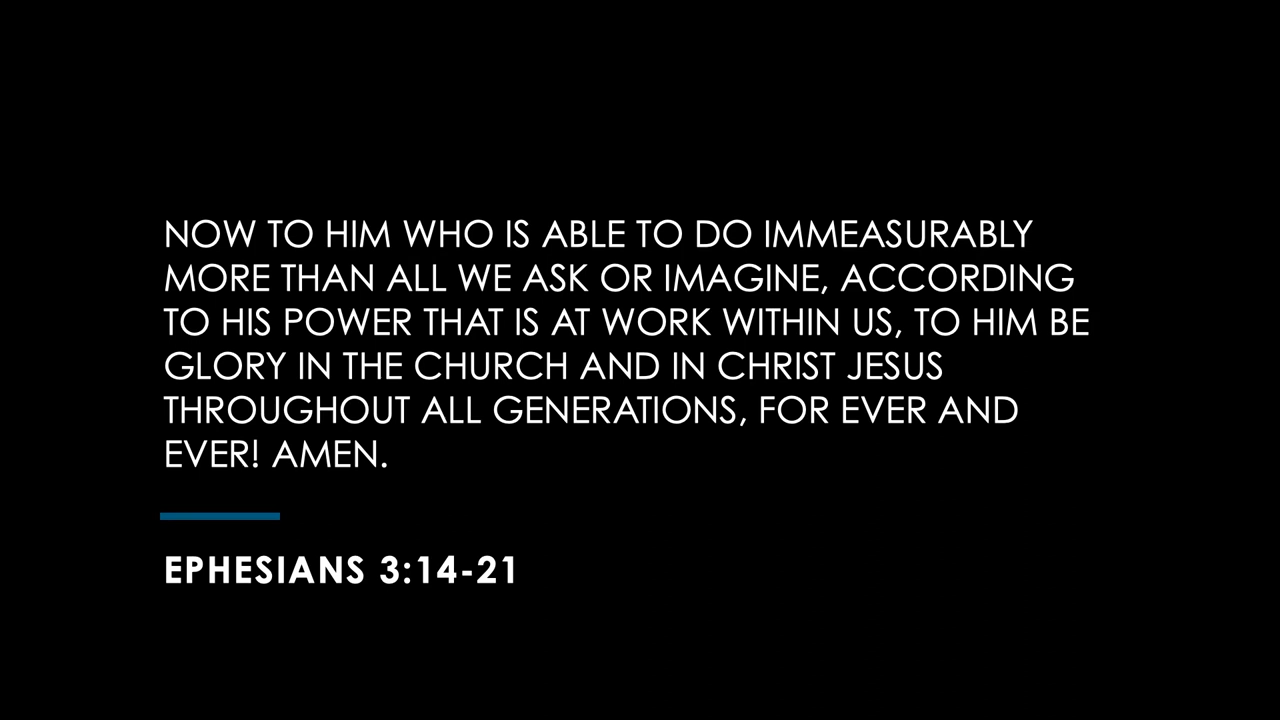 NOW TO HIM WHO IS ABLE TO DO IMMEASURABLY
MORE THAN ALL WE ASK OR IMAGINE, ACCORDING
TO HIS POWER THAT IS AT WORK WITHIN US, TO HIM BE
GLORY IN THE CHURCH AND IN CHRIST JESUS
THROUGHOUT ALL GENERATIONS, FOR EVER AND
EVER! AMEN.
EPHESIANS 3:14-21